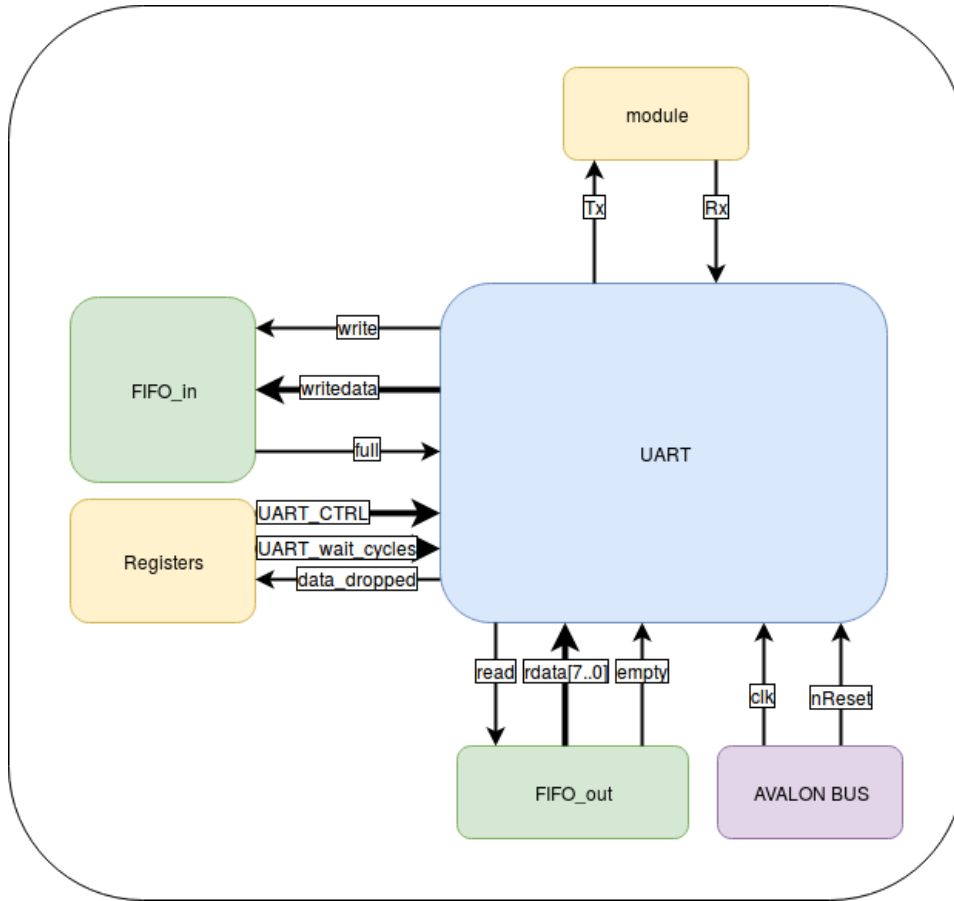 module
Tx
Rx
write
FIFO_in
writedata
full
UART
UART_CTRL
Registers
UART_wait_cycles
data_dropped
read
rdata[7..0]
empty
clk
nReset
FIFO_out
AVALON BUS